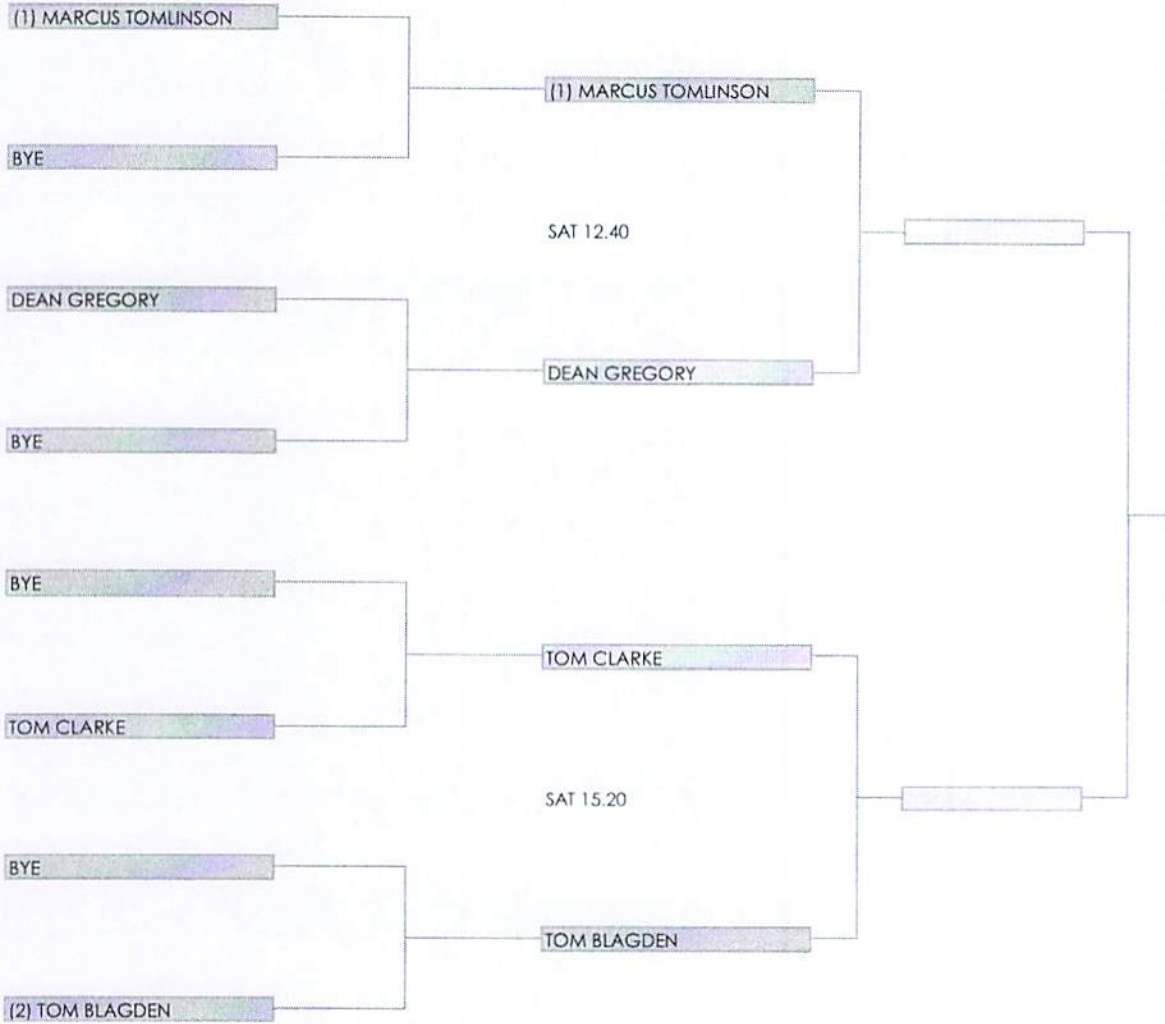 (1) MARCUS TOMLINSON
BYE
DEAN GREGORY
BYE
BYE
TOM CLARKE
BYE
(2) TOM BLAGDEN
(1) MARCUS TOMLINSON
SAT 12.40
DEAN GREGORY
TOM CLARKE
SAT 15.20
TOM BLAGDEN